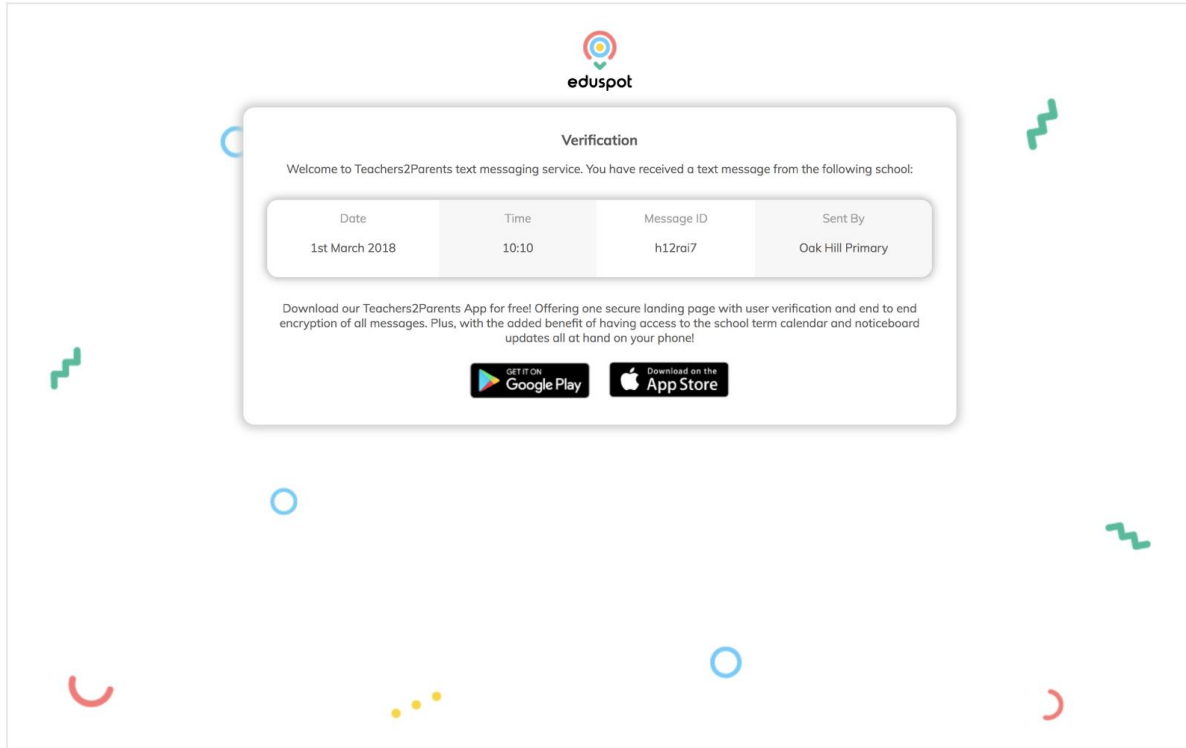 eduspot
Verification
Welcome to Teachers2Parents text messaging service. You have received a text message from the following school:
Date Time Message ID Sent By
1st March 2018 10:10 h12rai7 Oak Hill Primary
Download our Teachers2Parents App for free! Offering one secure landing page with user verification and end to end
encryption of all messages. Plus, with the added benefit of having access to the school term calendar and noticeboard
updates all at hand on your phone!
GET IT ON Download on the
Google Play App Store